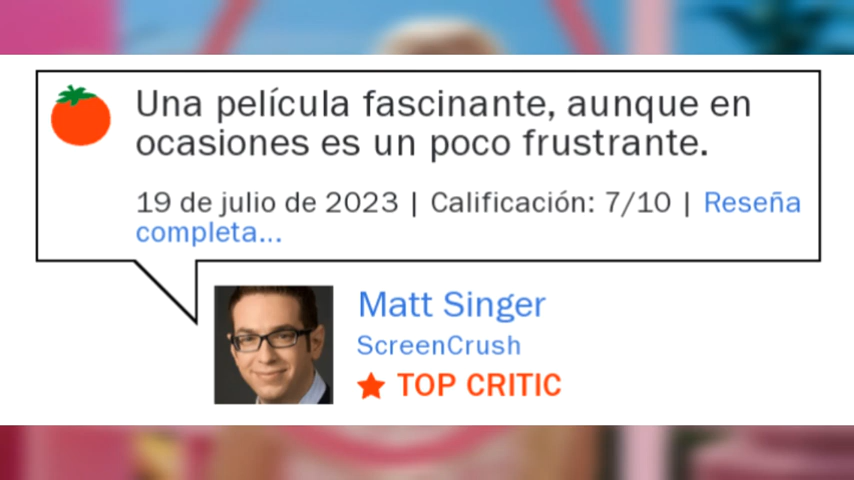 Una película fascinante, aunque en
ocasiones es un poco frustrante.
19 de julio de 2023 | Calificación: 7/10 | Reseña
completa...
Matt Singer
ScreenCrush
TOP CRITIC